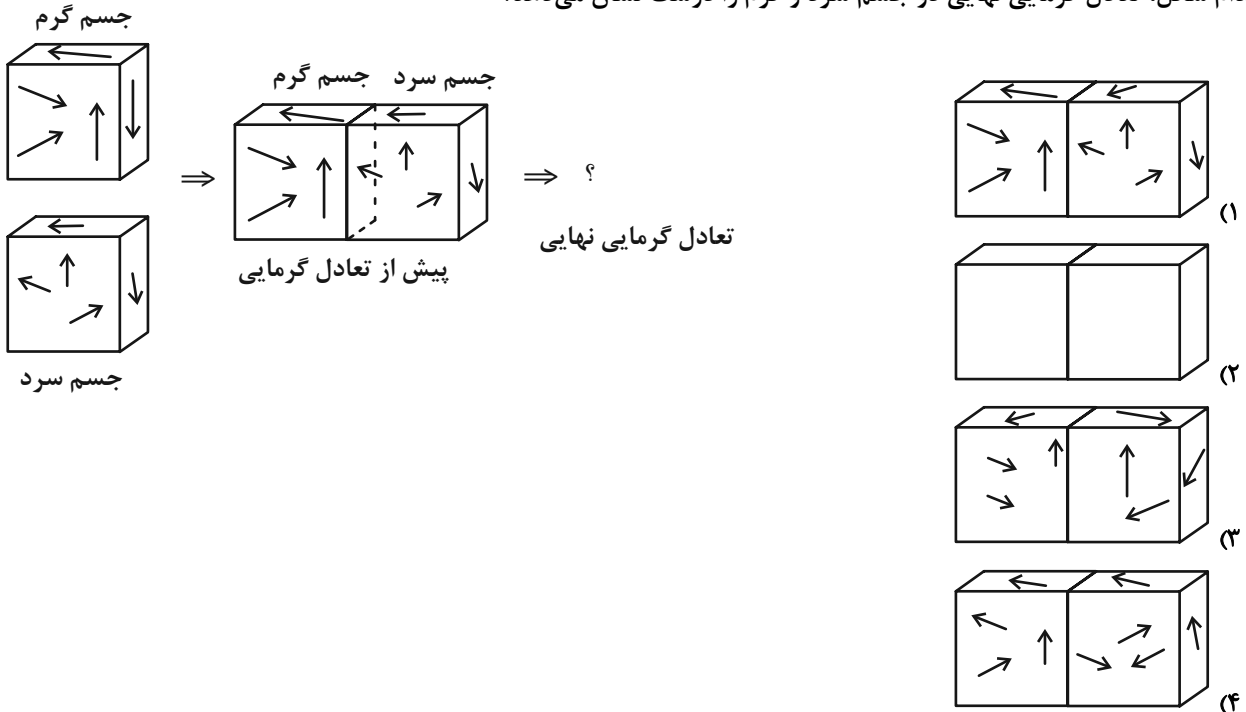 جسم گرم
جسم سرد
جسم گرم
جسم سرد
پیش از تعادل گرمایی
؟
تعادل گرمایی نهایی
(۱
(۲
(۳
(۴